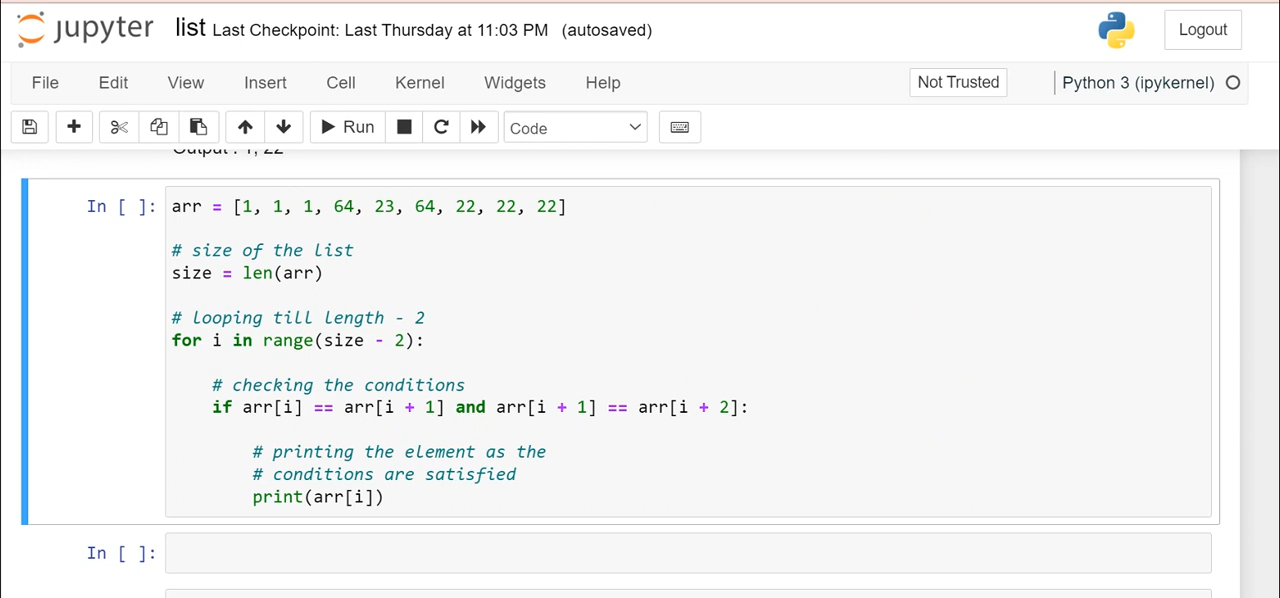 jupyter list Last Checkpoint: Last Thursday at 11:03 PM (autosaved) Logout
File Edit View Insert Cell Kernel Widgets Help Not Trusted Python 3 (ipykernel)
Run Code
Output : 1, 22
In [ ]: arr = [1, 1, 1, 64, 23, 64, 22, 22, 22]
# size of the list
size = len(arr)
# looping till length - 2
for i in range(size - 2):
# checking the conditions
if arr[i] == arr[i + 1] and arr[i + 1] == arr[i + 2]:
# printing the element as the
# conditions are satisfied
print(arr[i])
In [ ]: